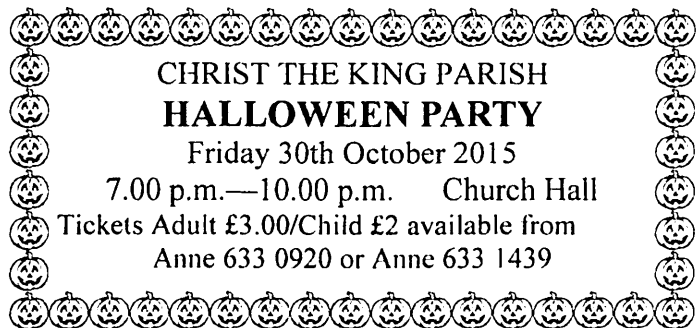 CHRIST THE KING PARISH
HALLOWEEN PARTY
Friday 30th October 2015
7.00 p.m.—10.00 p.m. Church Hall
Tickets Adult £3.00/Child £2 available from
Anne 633 0920 or Anne 633 1439